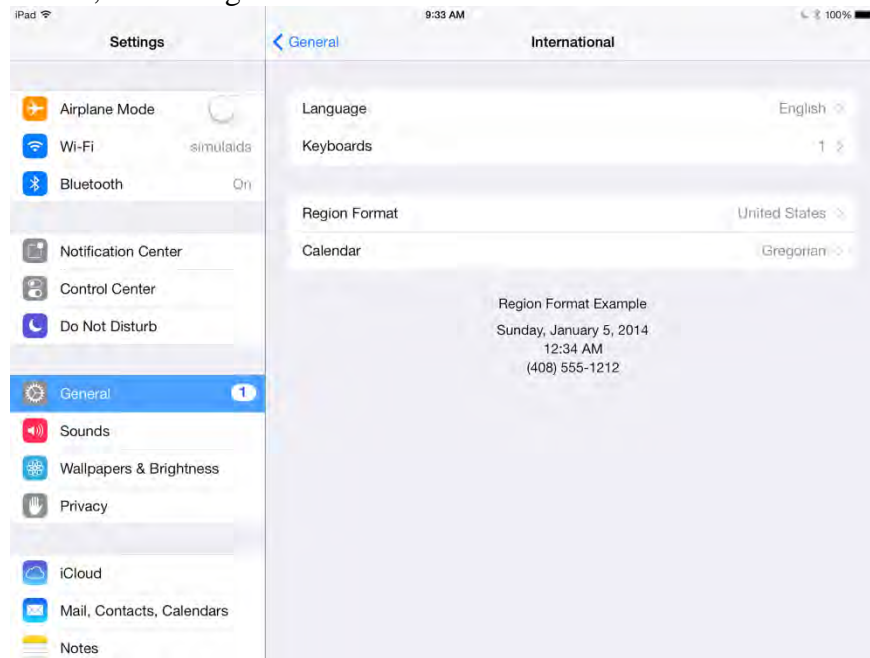 iPad 9:33 AM 100%
Settings
General International
Airplane Mode
Wi-Fi simulaids
Bluetooth On
Notification Center
Control Center
Do Not Disturb
General 1
Sounds
Wallpapers & Brightness
Privacy
iCloud
Mail, Contacts, Calendars
Notes
Language English
Keyboards 1
Region Format United States
Calendar Gregorian
Region Format Example
Sunday, January 5, 2014
12:34 AM
(408) 555-1212